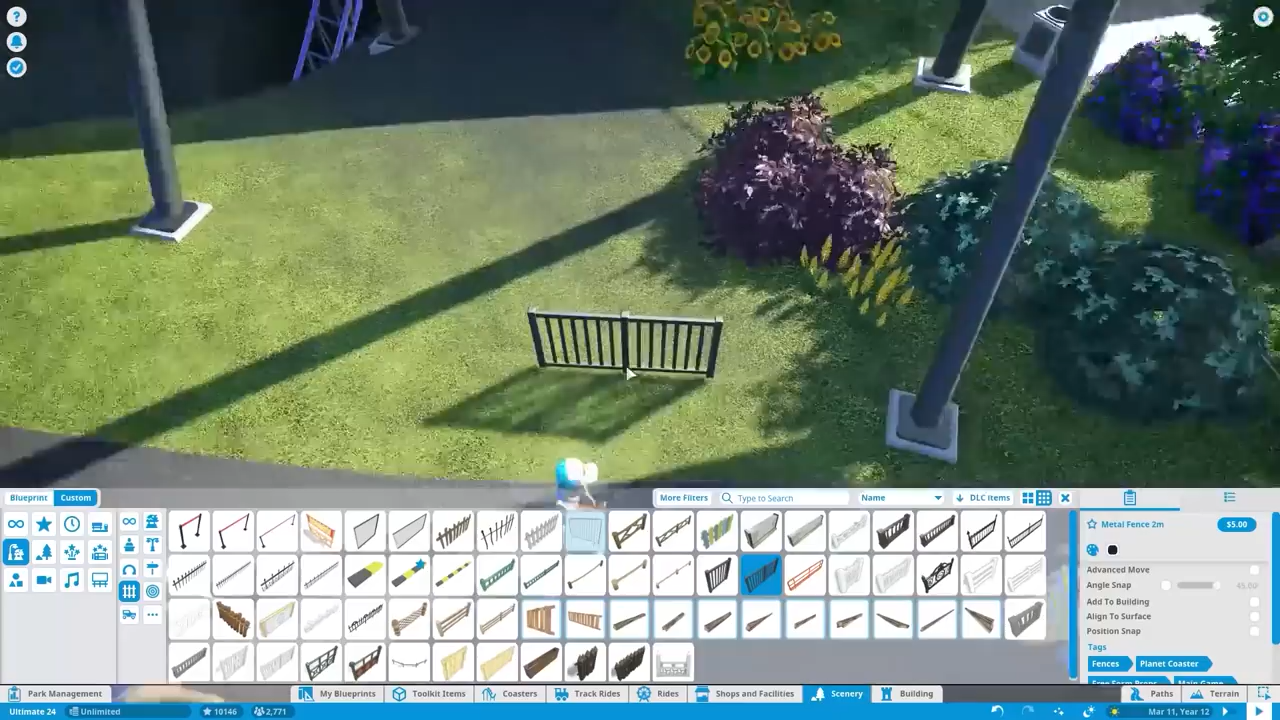 Blueprint Custom More Filters Type to Search Name DLC Items
Metal Fence 2m $5.00
Advanced Move
Angle Snap 45.00
Add To Building
Align To Surface
Position Snap
Tags
Fences Planet Coaster
Park Management My Blueprints Toolkit Items Coasters Track Rides Rides Shops and Facilities Scenery Building Paths Terrain
Ultimate 24 Unlimited 10146 2,771 Mar 11, Year 12